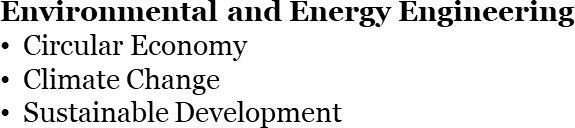 Environmental and Energy Engineering
• Circular Economy
• Climate Change
• Sustainable Development